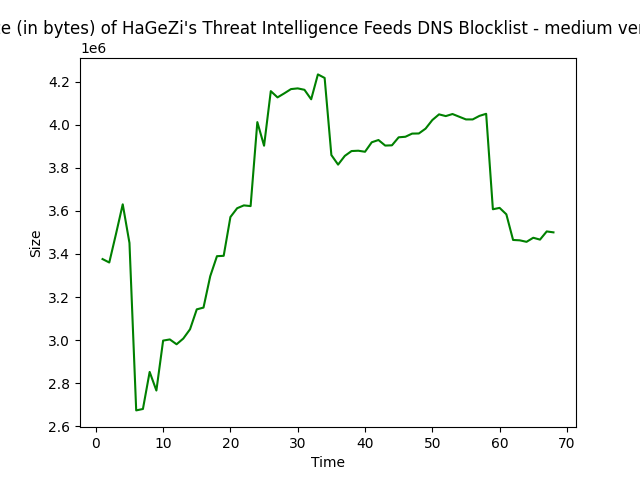 (in bytes) of HaGeZi's Threat Intelligence Feeds DNS Blocklist - medium
1e6
4.2
4.0
3.8
3.6
3.4
3.2
3.0
2.8
2.6
Size
0 10 20 30 40 50 60 70
Time